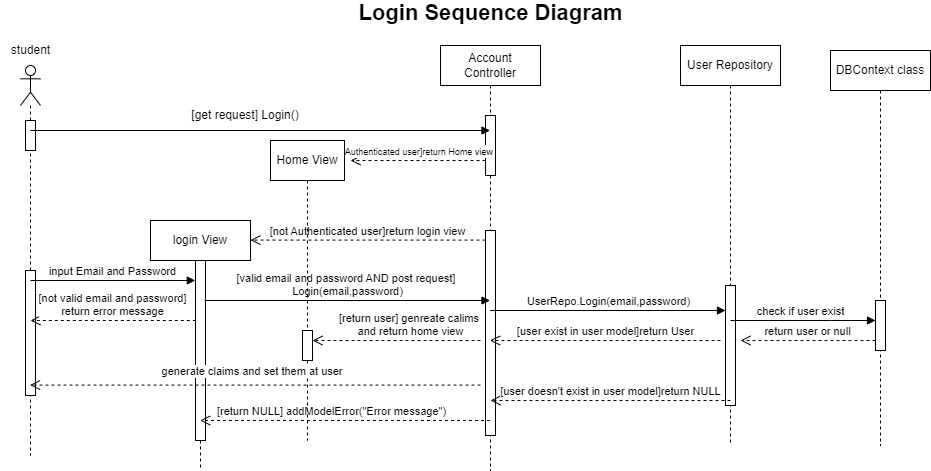 Login Sequence Diagram
student
Account
Controller
User Repository
DBContext class
[get request] Login()
Home View
Authenticated user]return Home view
login View
[not Authenticated user]return login view
input Email and Password
[valid email and password AND post request]
Login(email,password)
[not valid email and password]
return error message
UserRepo.Login(email,password)
check if user exist
[return user] genreate calims
and return home view
[user exist in user model]return User
return user or null
generate claims and set them at user
[user doesn't exist in user model]return NULL
[return NULL] addModelError("Error message")